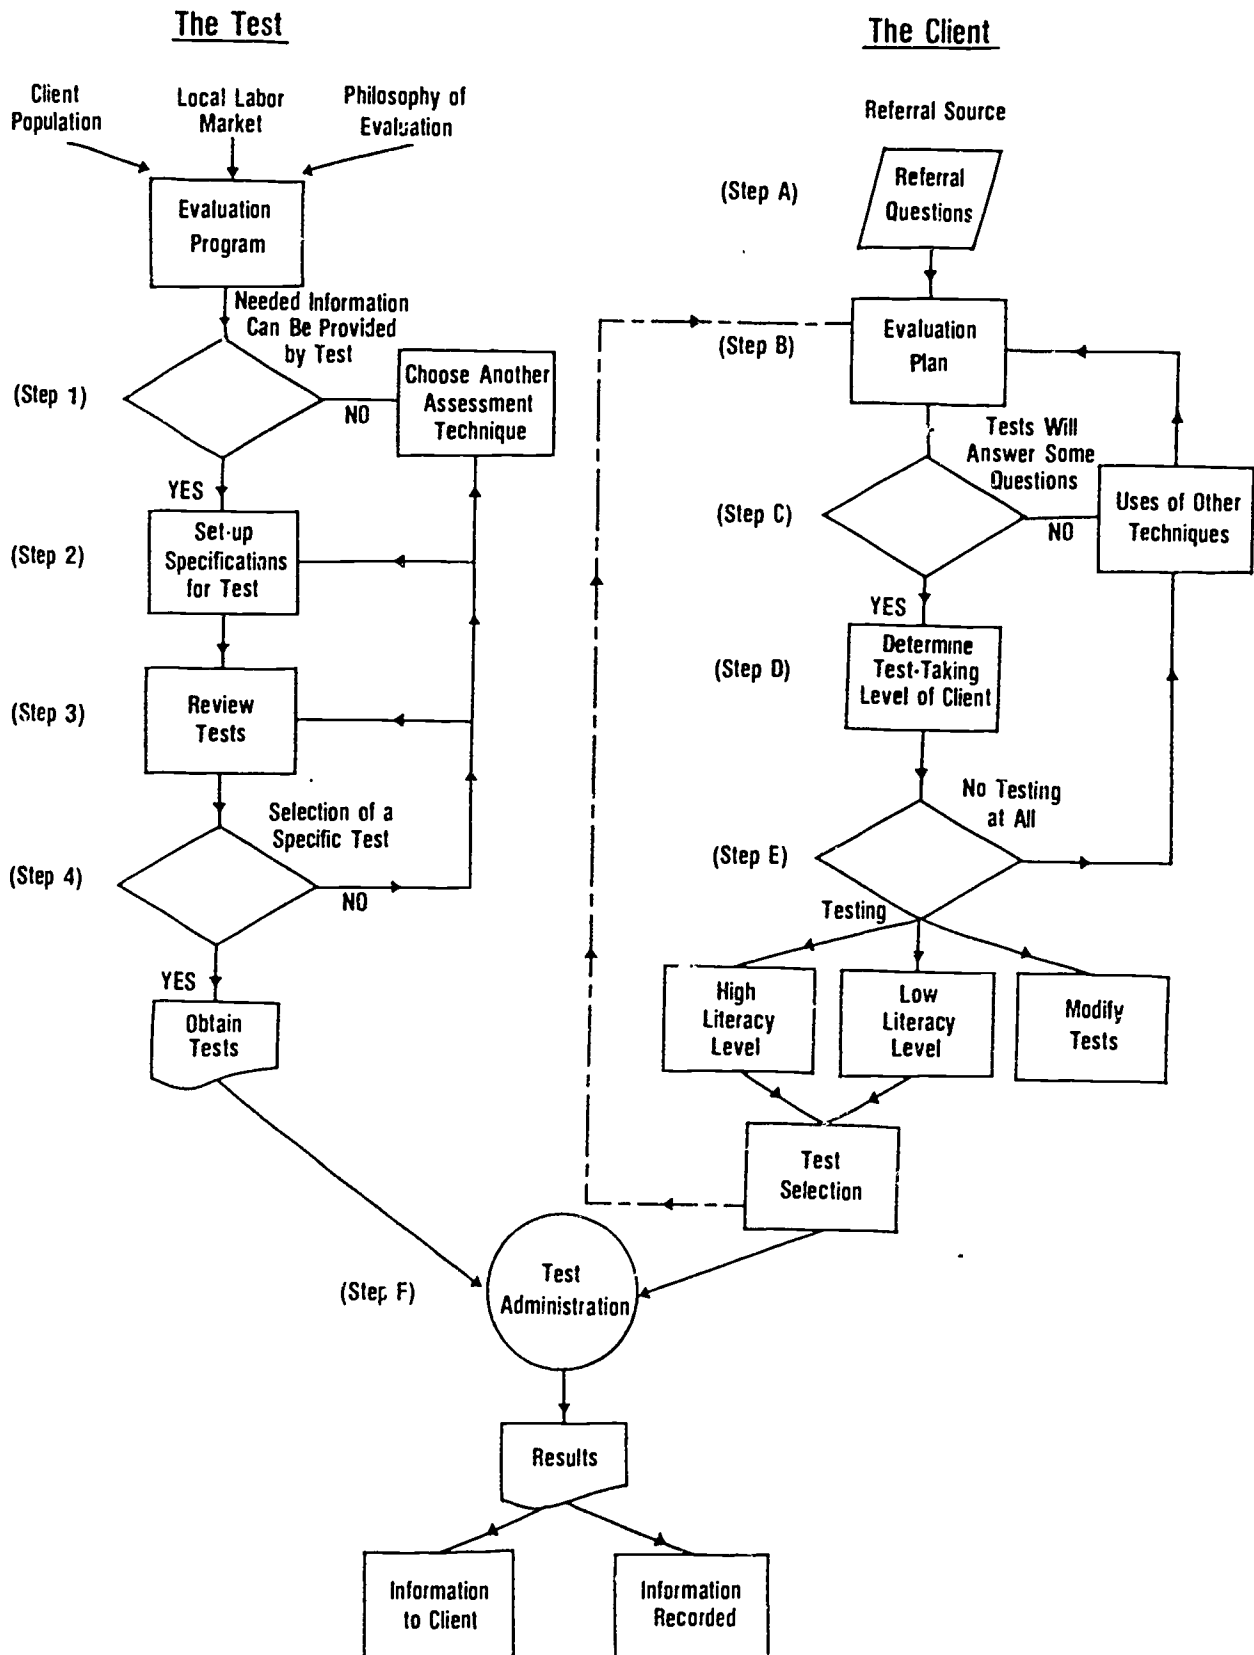 The Test
Client
Population
Local Labor
Market
Philosophy of
Evaluation
Evaluation
Program
Needed Information
Can Be Provided
by Test
(Step 1)
NO
Choose Another
Assessment
Technique
YES
(Step 2)
Set-up
Specifications
for Test
(Step 3)
Review
Tests
Selection of a
Specific Test
(Step 4)
NO
YES
Obtain
Tests
The Client
Referral Source
(Step A)
Referral
Questions
(Step B)
Evaluation
Plan
Tests Will
Answer Some
Questions
(Step C)
NO
Uses of Other
Techniques
YES
(Step D)
Determine
Test-Taking
Level of Client
No Testing
at All
(Step E)
Testing
High
Literacy
Level
Low
Literacy
Level
Modify
Tests
Test
Selection
(Step F)
Test
Administration
Results
Information
to Client
Information
Recorded